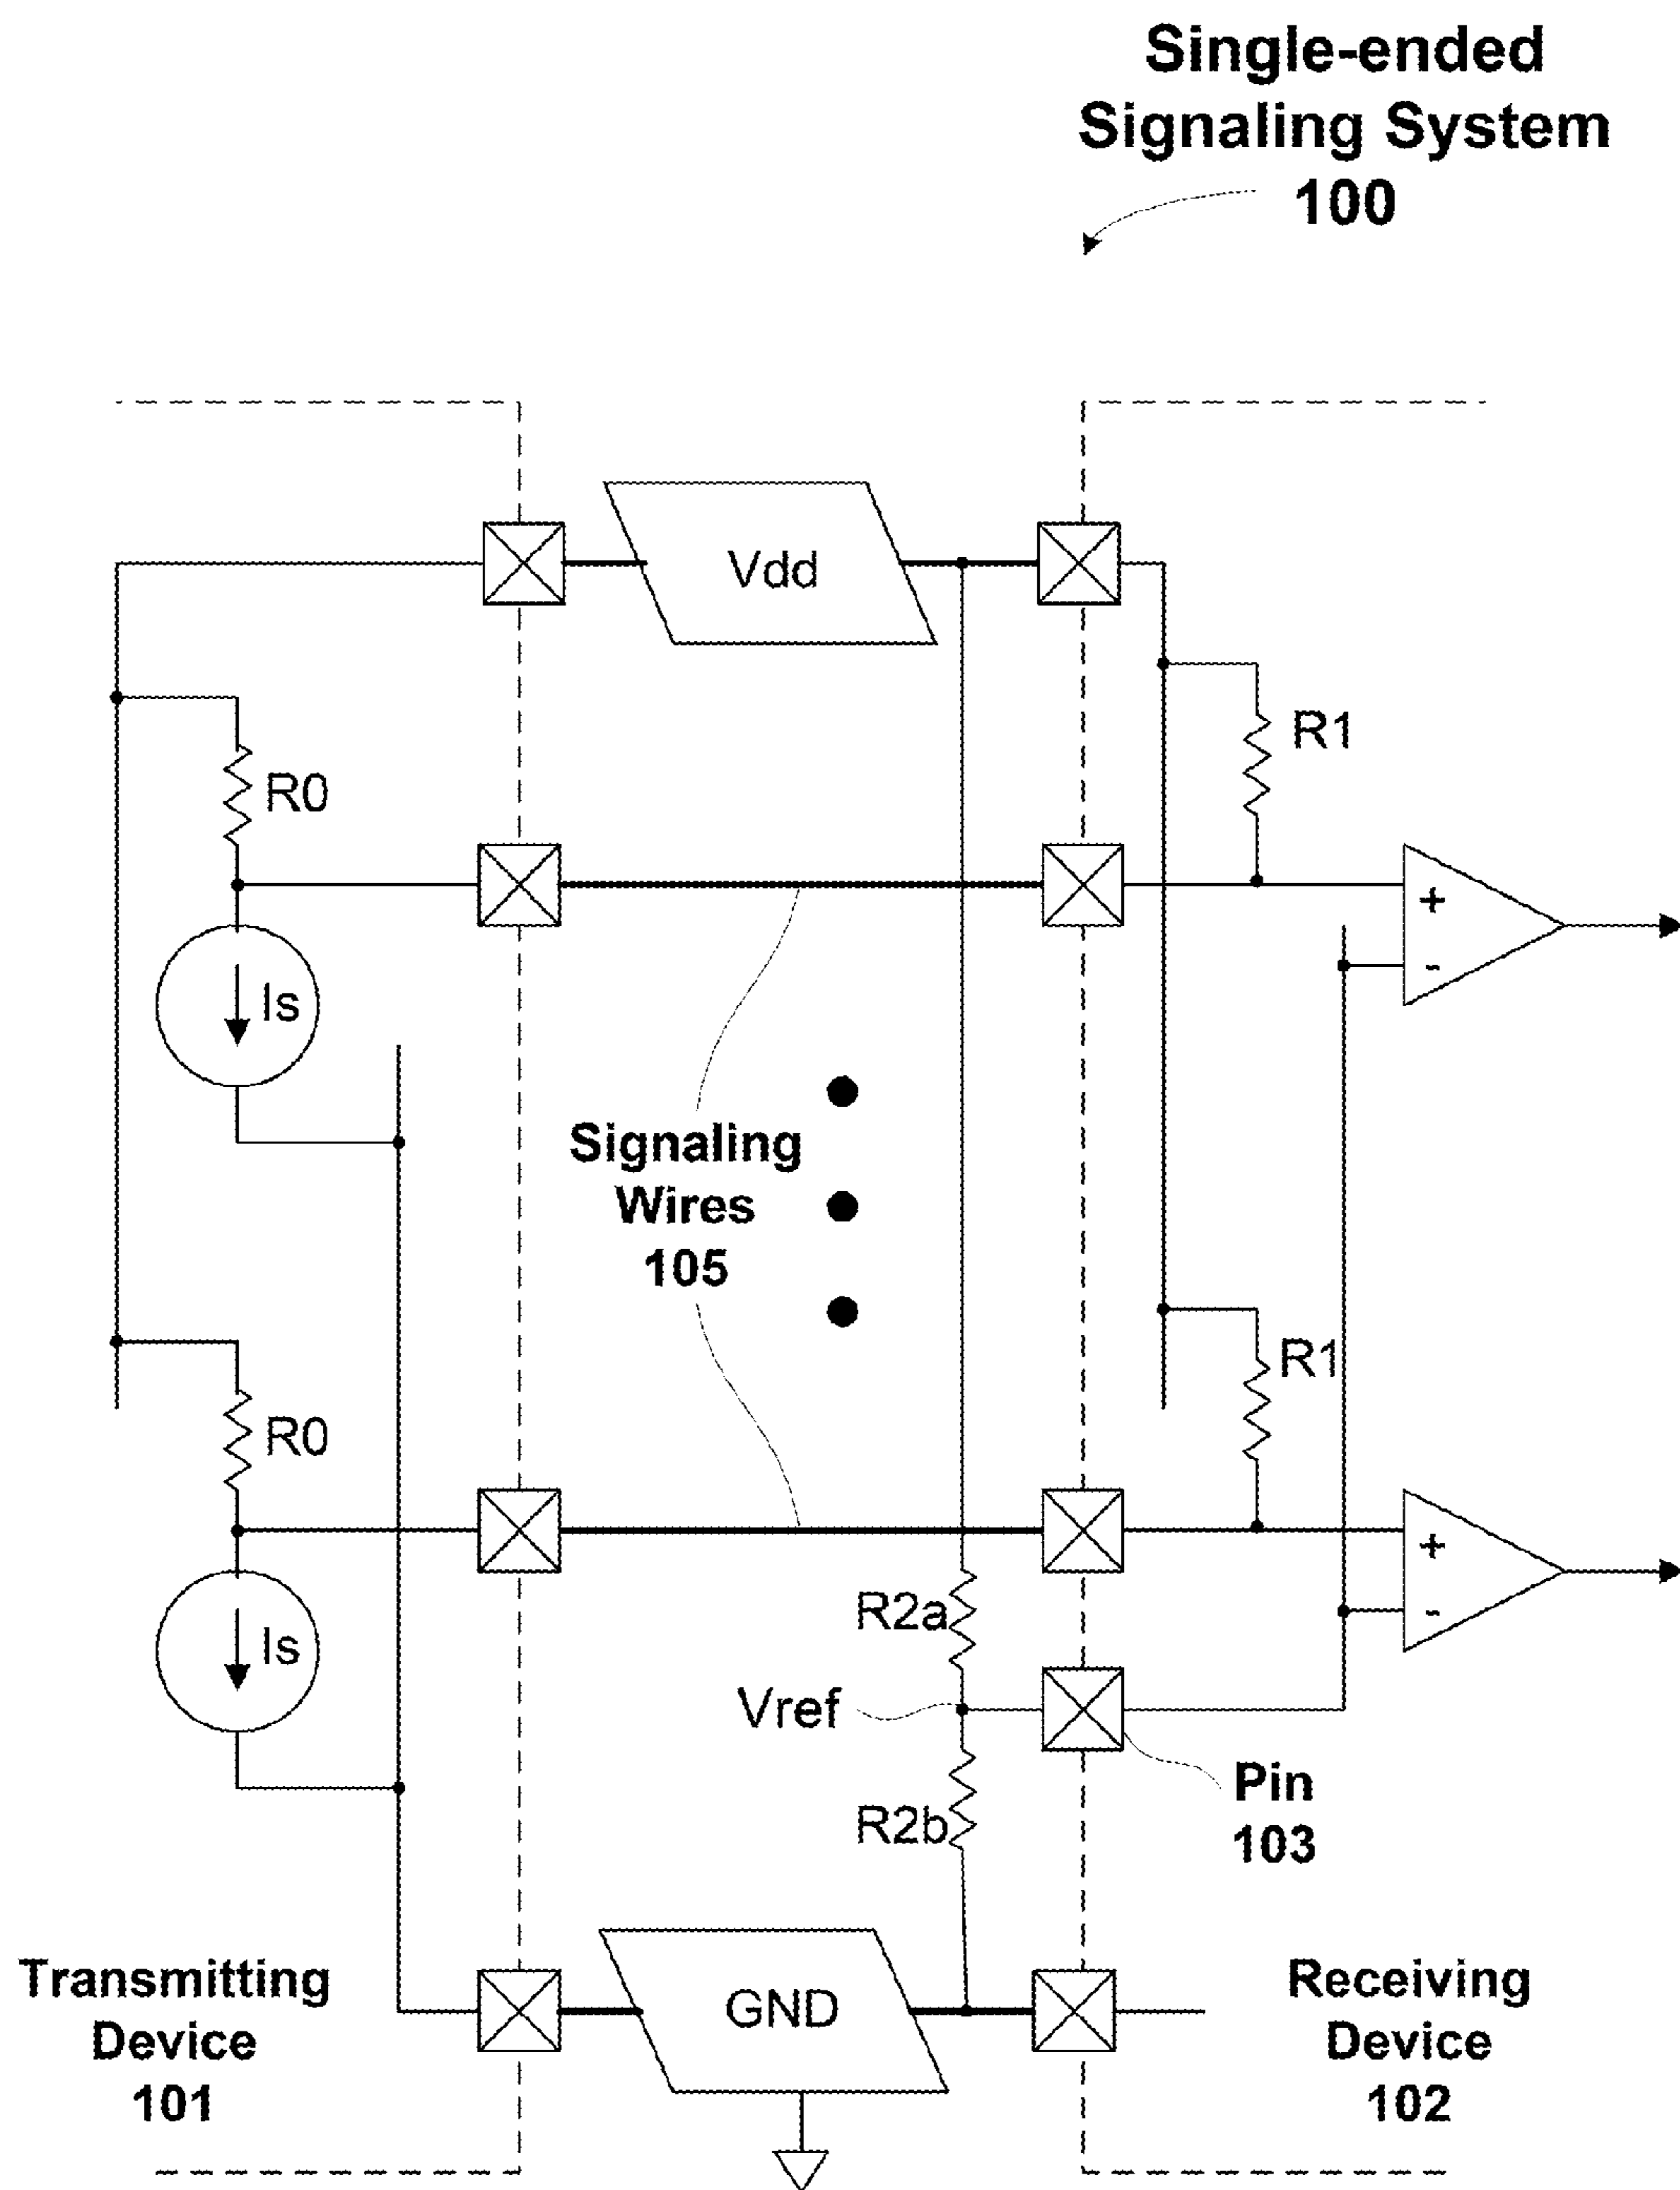 Single-ended
Signaling System
100
Vdd
R1
R0
+
-
Is
Signaling
Wires
105
R1
R0
+
-
R2a
Is
Vref
Pin
103
R2b
Transmitting
Device
101
GND
Receiving
Device
102